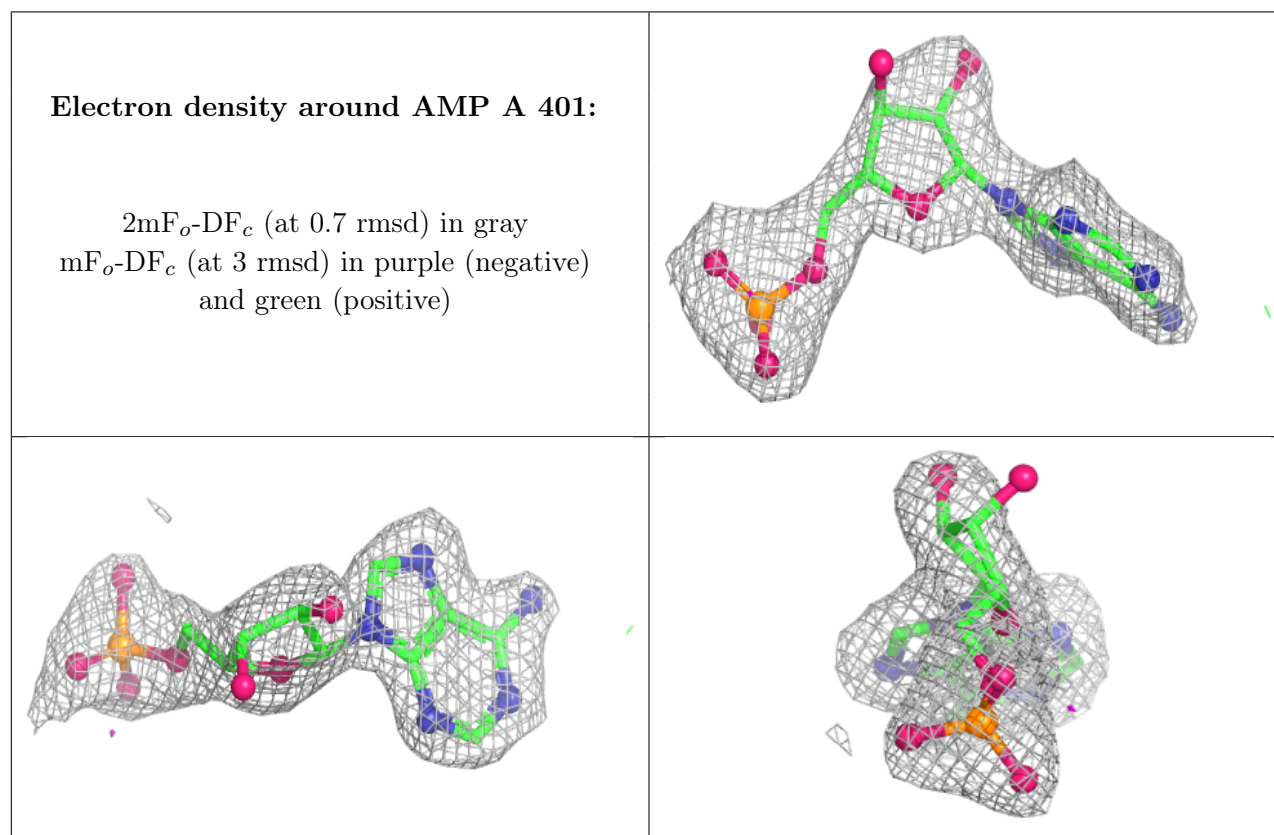 Electron density around AMP A 401:
2mFo-DFc (at 0.7 rmsd) in gray
mFo-DFc (at 3 rmsd) in purple (negative)
and green (positive)